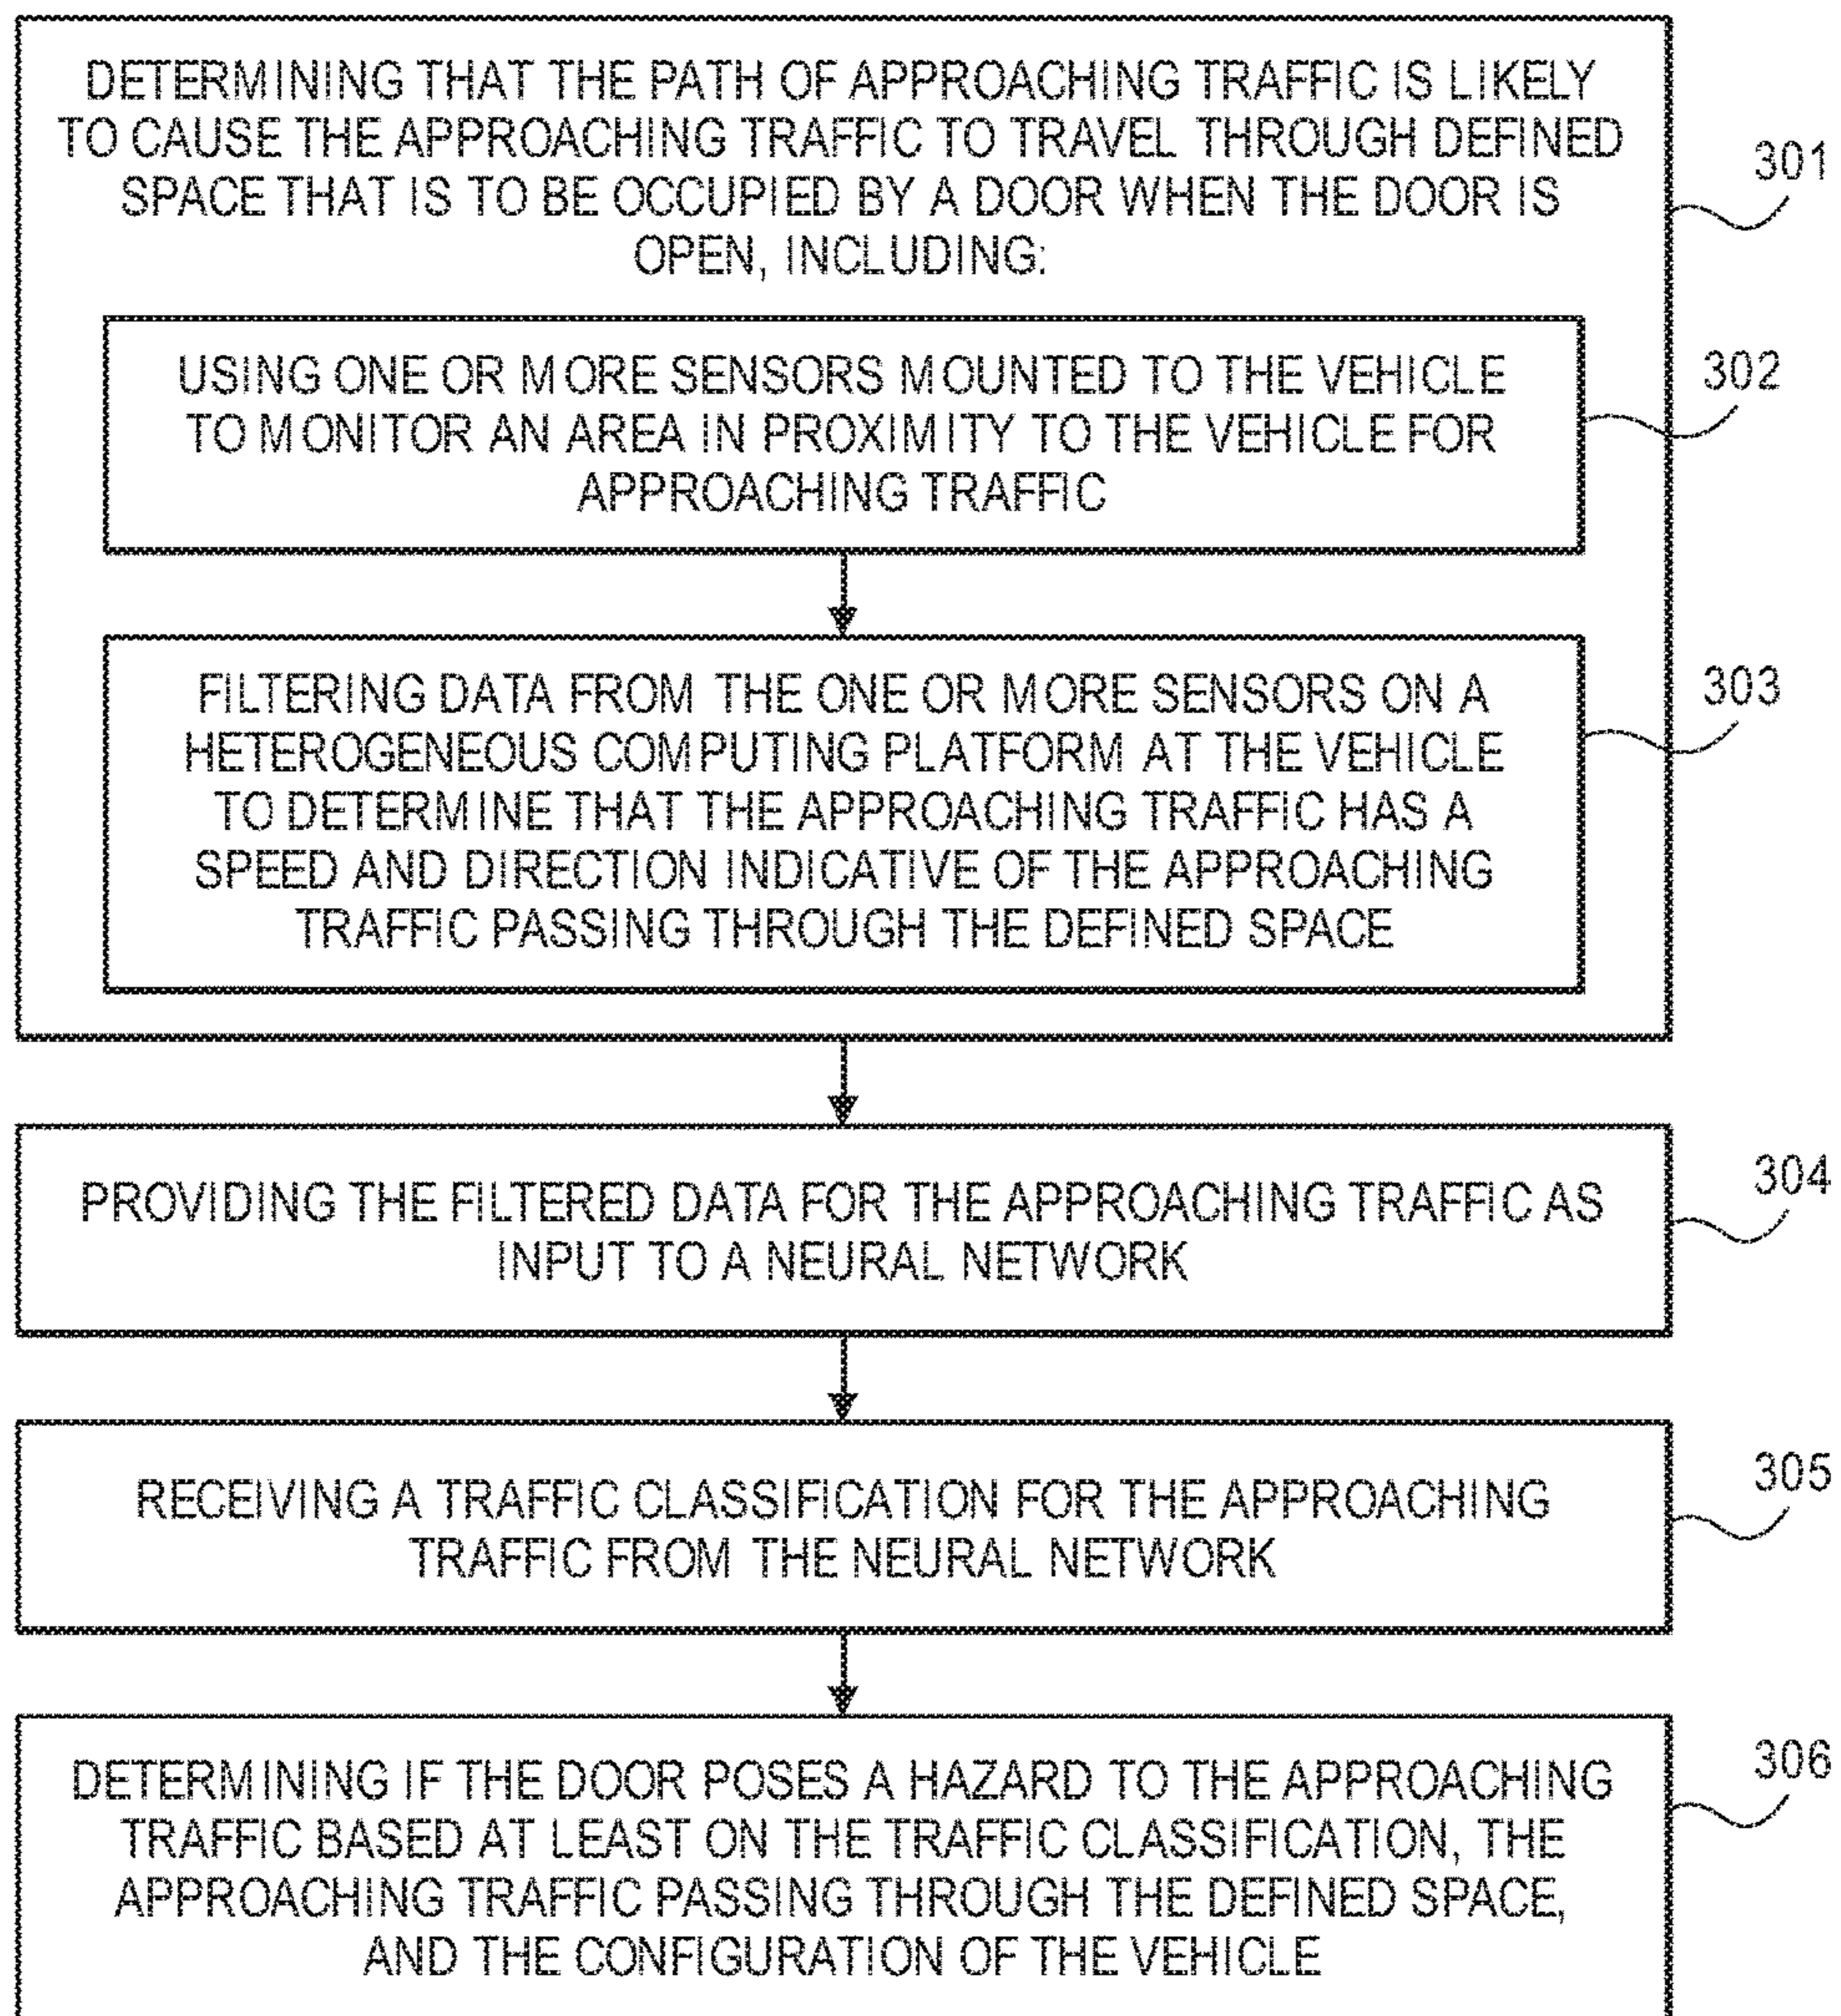 DETERMINING THAT THE PATH OF APPROACHING TRAFFIC IS LIKELY
TO CAUSE THE APPROACHING TRAFFIC TO TRAVEL THROUGH DEFINED
SPACE THAT IS TO BE OCCUPIED BY A DOOR WHEN THE DOOR IS
OPEN, INCLUDING:
301
USING ONE OR MORE SENSORS MOUNTED TO THE VEHICLE
TO MONITOR AN AREA IN PROXIMITY TO THE VEHICLE FOR
APPROACHING TRAFFIC
302
FILTERING DATA FROM THE ONE OR MORE SENSORS ON A
HETEROGENEOUS COMPUTING PLATFORM AT THE VEHICLE
TO DETERMINE THAT THE APPROACHING TRAFFIC HAS A
SPEED AND DIRECTION INDICATIVE OF THE APPROACHING
TRAFFIC PASSING THROUGH THE DEFINED SPACE
303
PROVIDING THE FILTERED DATA FOR THE APPROACHING TRAFFIC AS
INPUT TO A NEURAL NETWORK
304
RECEIVING A TRAFFIC CLASSIFICATION FOR THE APPROACHING
TRAFFIC FROM THE NEURAL NETWORK
305
DETERMINING IF THE DOOR POSES A HAZARD TO THE APPROACHING
TRAFFIC BASED AT LEAST ON THE TRAFFIC CLASSIFICATION, THE
APPROACHING TRAFFIC PASSING THROUGH THE DEFINED SPACE,
AND THE CONFIGURATION OF THE VEHICLE
306